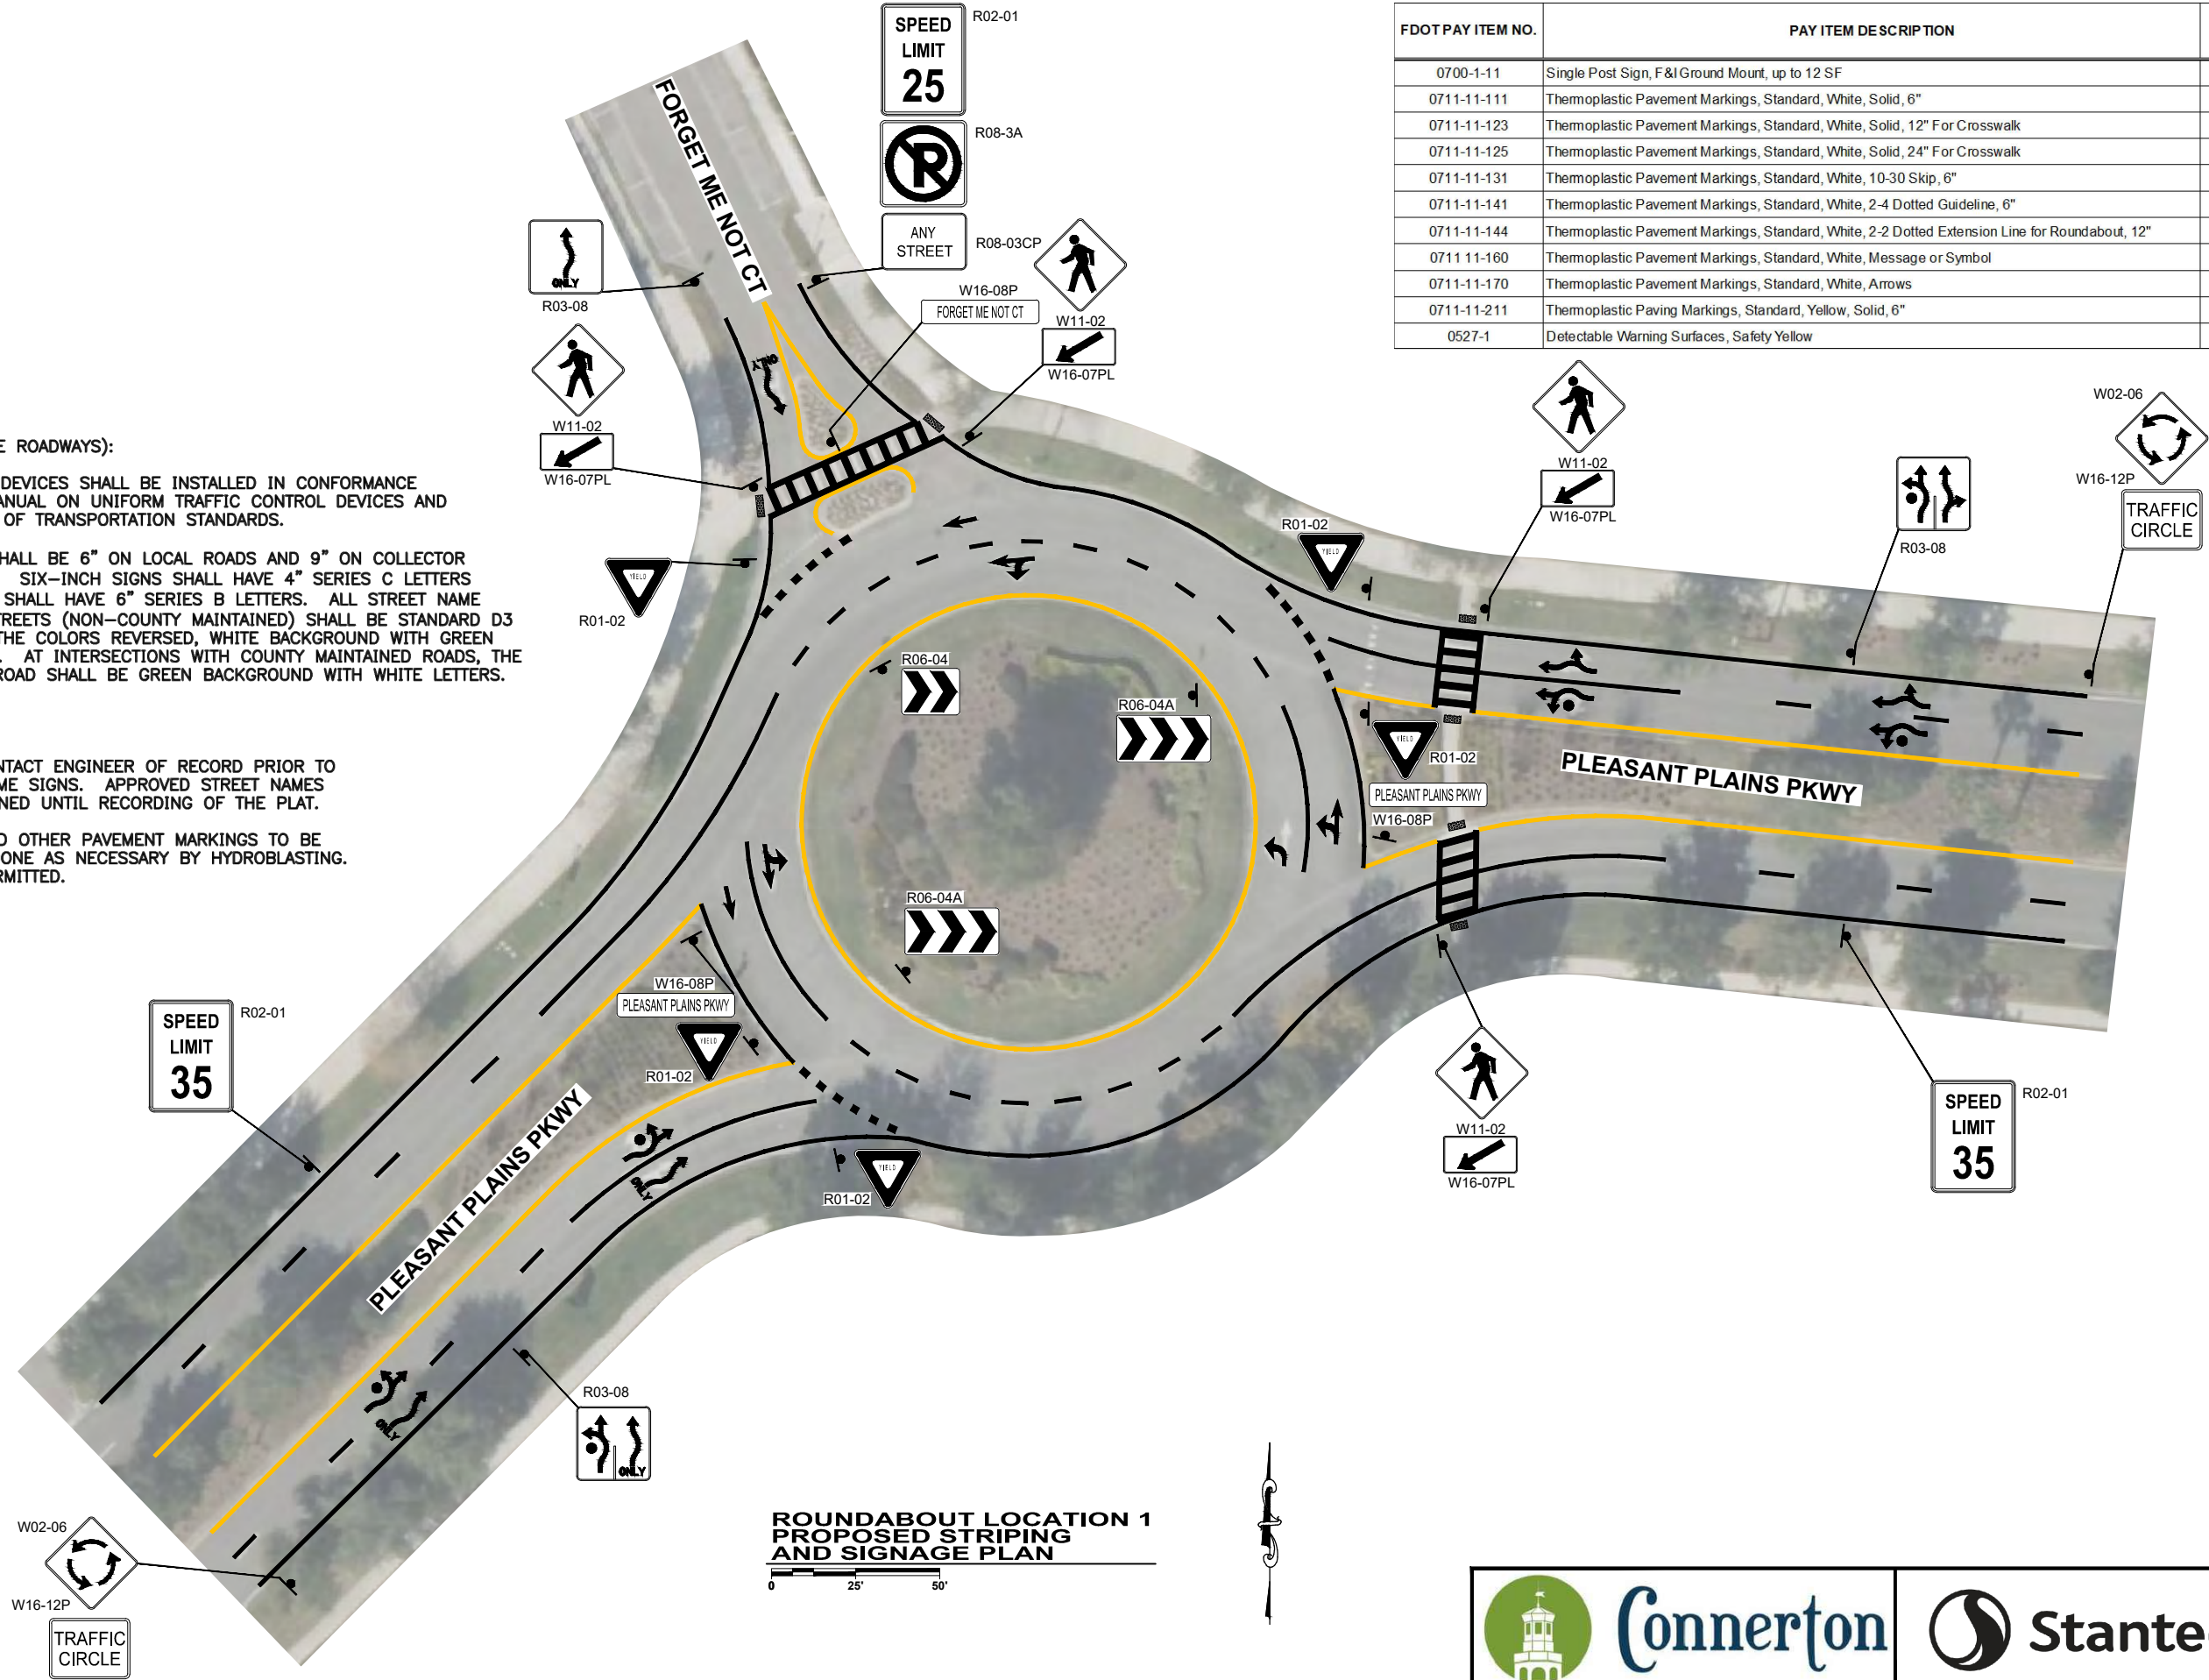 SPEED
LIMIT
25
R02-01
R08-3A
ANY
STREET
R08-03CP
FORGET ME NOT CT
ONLY
R03-08
W16-08P
FORGET ME NOT CT
W11-02
W16-07PL
W11-02
W16-07PL
ONLY
FDOT PAY ITEM NO. PAY ITEM DESCRIPTION
0700-1-11 Single Post Sign, F&I Ground Mount, up to 12 SF
0711-11-111 Thermoplastic Pavement Markings, Standard, White, Solid, 6"
0711-11-123 Thermoplastic Pavement Markings, Standard, White, Solid, 12" For Crosswalk
0711-11-125 Thermoplastic Pavement Markings, Standard, White, Solid, 24" For Crosswalk
0711-11-131 Thermoplastic Pavement Markings, Standard, White, 10-30 Skip, 6"
0711-11-141 Thermoplastic Pavement Markings, Standard, White, 2-4 Dotted Guideline, 6"
0711-11-144 Thermoplastic Pavement Markings, Standard, White, 2-2 Dotted Extension Line for Roundabout, 12"
0711 11-160 Thermoplastic Pavement Markings, Standard, White, Message or Symbol
0711-11-170 Thermoplastic Pavement Markings, Standard, White, Arrows
0711-11-211 Thermoplastic Paving Markings, Standard, Yellow, Solid, 6"
0527-1 Detectable Warning Surfaces, Safety Yellow
E ROADWAYS):
DEVICES SHALL BE INSTALLED IN CONFORMANCE
ANUAL ON UNIFORM TRAFFIC CONTROL DEVICES AND
OF TRANSPORTATION STANDARDS.
HALL BE 6" ON LOCAL ROADS AND 9" ON COLLECTOR
SIX-INCH SIGNS SHALL HAVE 4" SERIES C LETTERS
SHALL HAVE 6" SERIES B LETTERS. ALL STREET NAME
TREETS (NON-COUNTY MAINTAINED) SHALL BE STANDARD D3
THE COLORS REVERSED, WHITE BACKGROUND WITH GREEN
. AT INTERSECTIONS WITH COUNTY MAINTAINED ROADS, THE
ROAD SHALL BE GREEN BACKGROUND WITH WHITE LETTERS.
NTACT ENGINEER OF RECORD PRIOR TO
ME SIGNS. APPROVED STREET NAMES
NED UNTIL RECORDING OF THE PLAT.
D OTHER PAVEMENT MARKINGS TO BE
ONE AS NECESSARY BY HYDROBLASTING.
RMITTED.
W11-02
W16-07PL
R03-08
W02-06
W16-12P
TRAFFIC
CIRCLE
R01-02
YIELD
YIELD
R01-02
R06-04
R06-04A
R06-04A
YIELD
R01-02
PLEASANT PLAINS PKWY
W16-08P
PLEASANT PLAINS PKWY
W16-08P
PLEASANT PLAINS PKWY
YIELD
R01-02
SPEED
LIMIT
35
R02-01
PLEASANT PLAINS PKWY
ONLY
YIELD
R01-02
W11-02
W16-07PL
SPEED
LIMIT
35
R02-01
ONLY
R03-08
ONLY
W02-06
W16-12P
TRAFFIC
CIRCLE
ROUNDABOUT LOCATION 1
PROPOSED STRIPING
AND SIGNAGE PLAN
0 25' 50'
Connerton
Stante